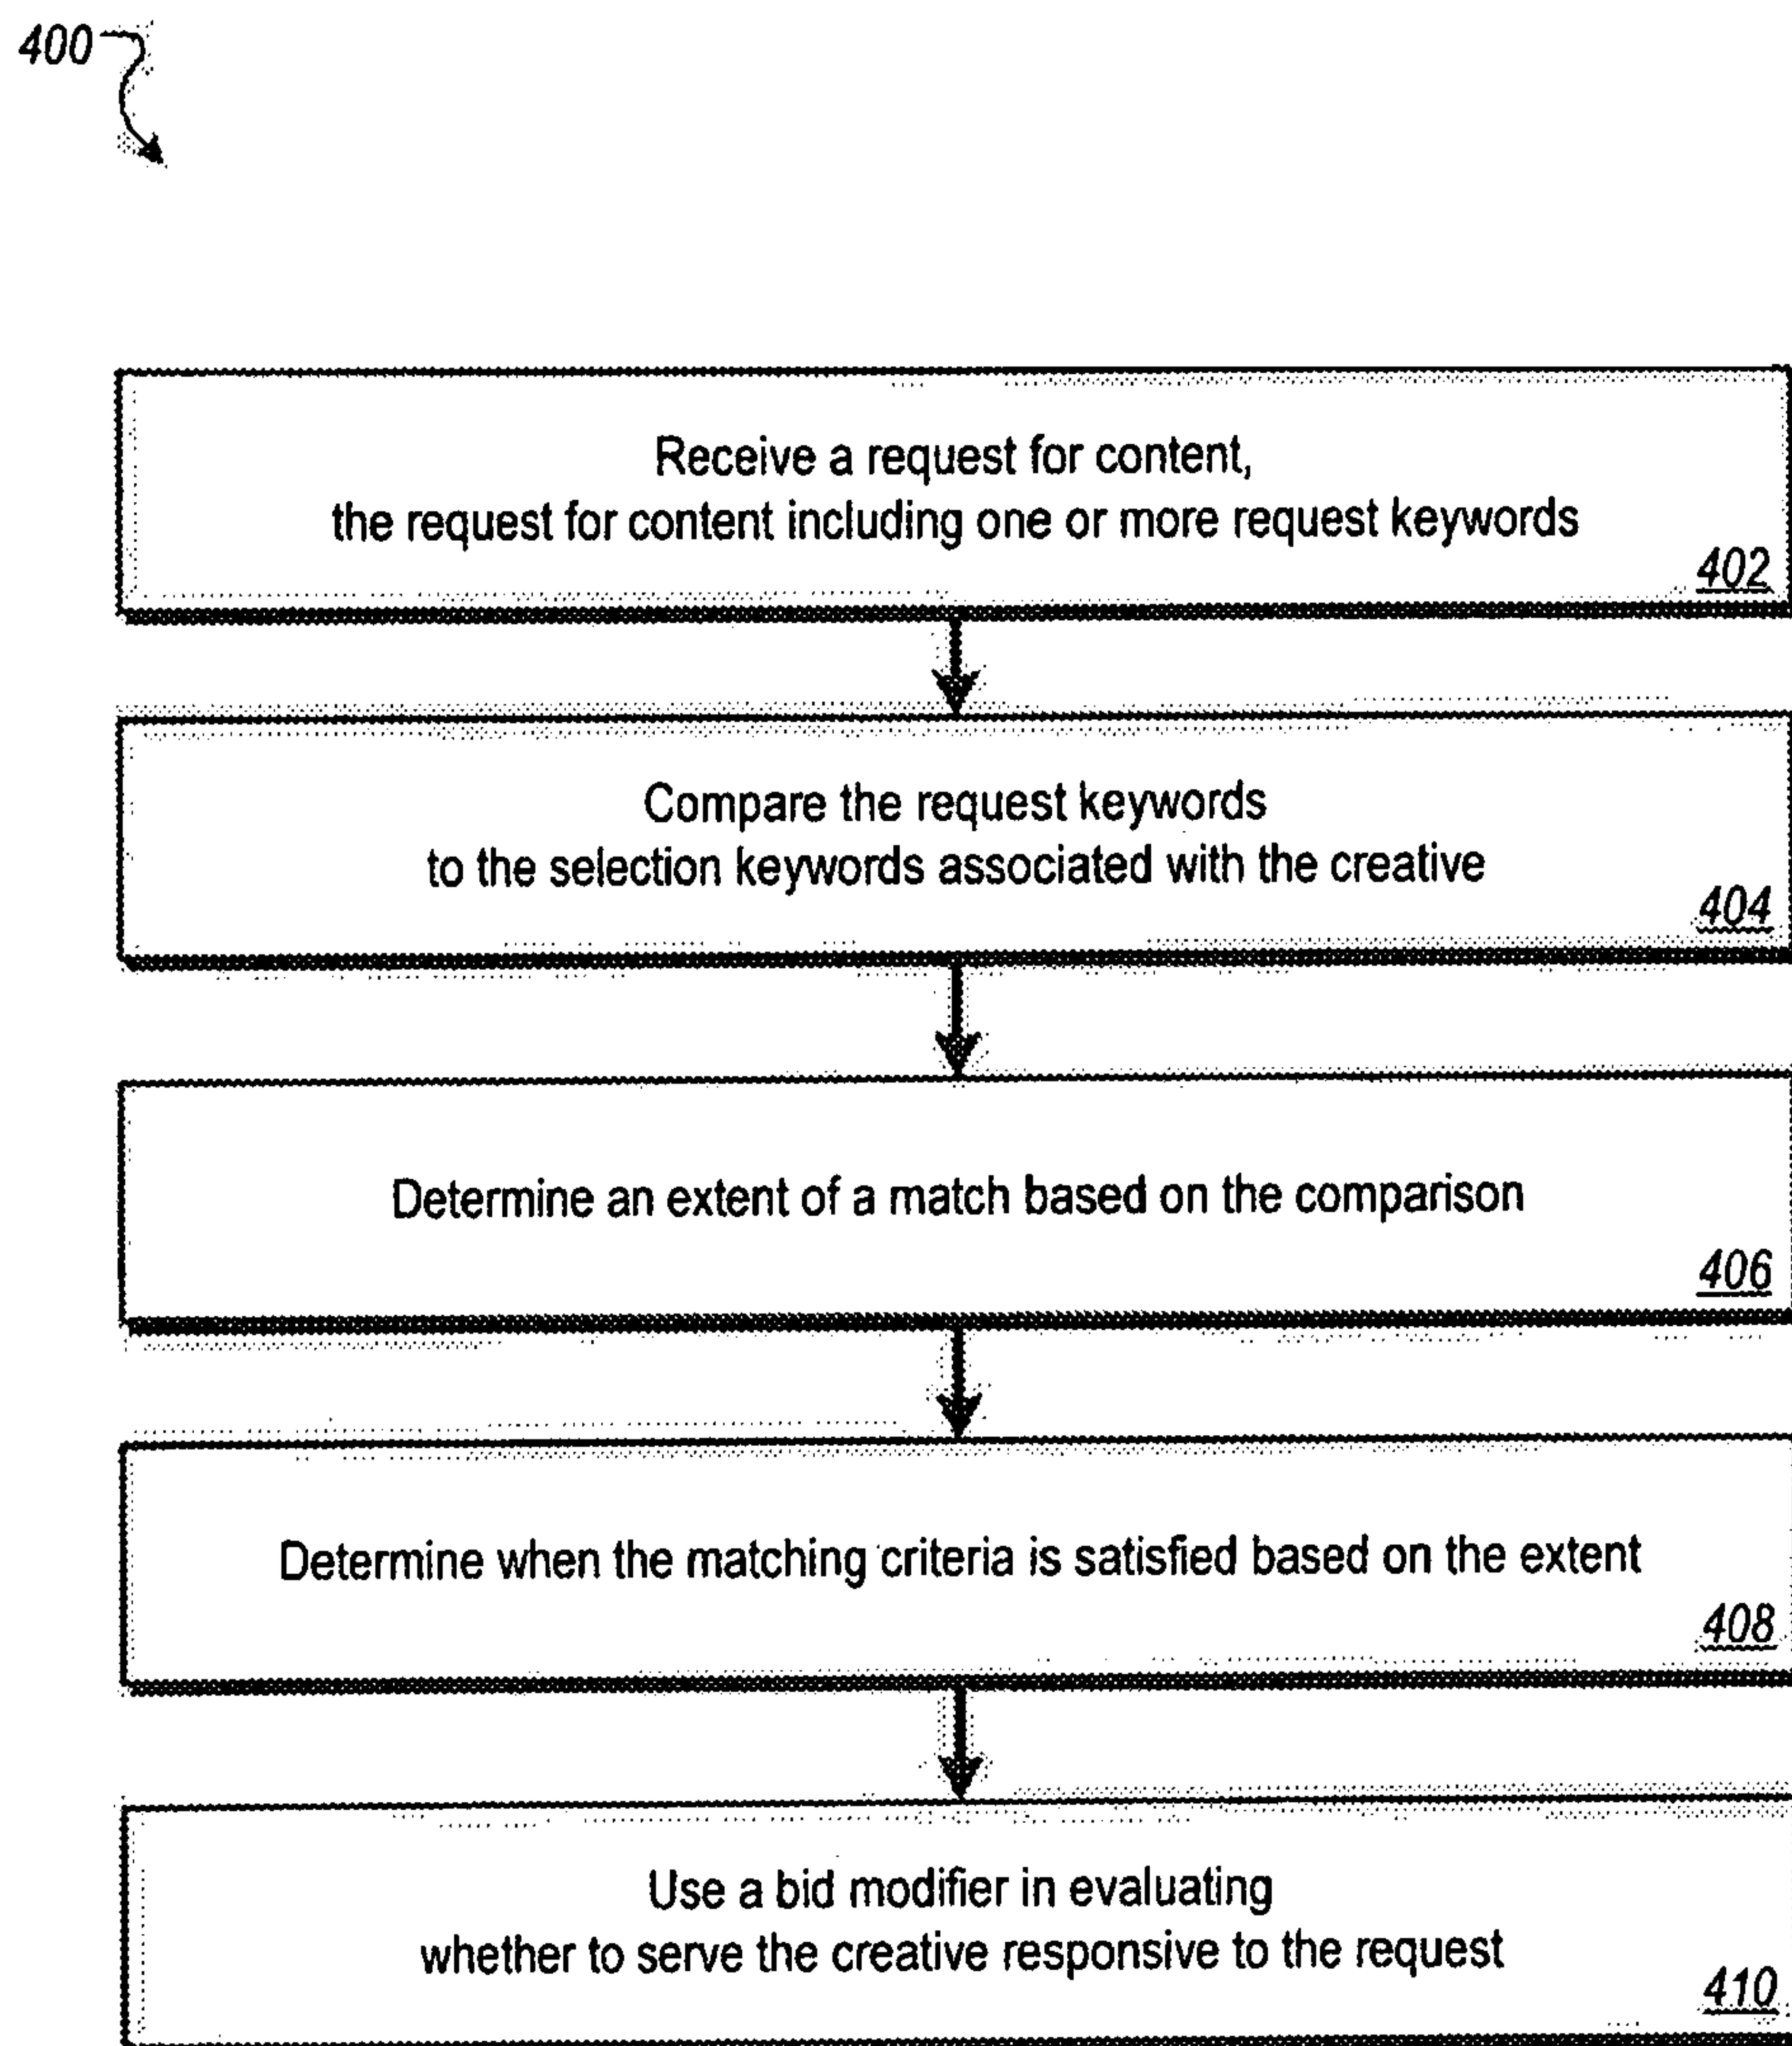 400
Receive a request for content,
the request for content including one or more request keywords
402
Compare the request keywords
to the selection keywords associated with the creative
404
Determine an extent of a match based on the comparison
406
Determine when the matching criteria is satisfied based on the extent
408
Use a bid modifier in evaluating
whether to serve the creative responsive to the request
410